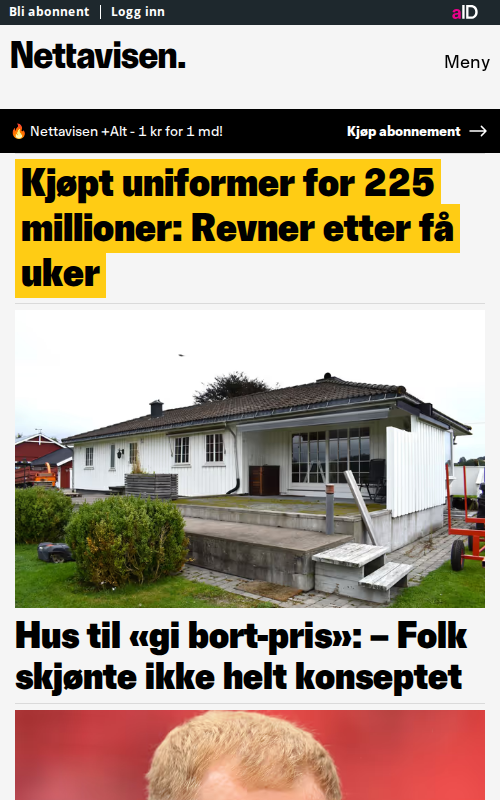 Bli abonnent | Logg inn
aID
Nettavisen.
Meny
🔥 Nettavisen +Alt - 1 kr for 1 md!
Kjøp abonnement →
Kjøpt uniformer for 225
millioner: Revner etter få
uker
Hus til «gi bort-pris»: – Folk
skjønte ikke helt konseptet